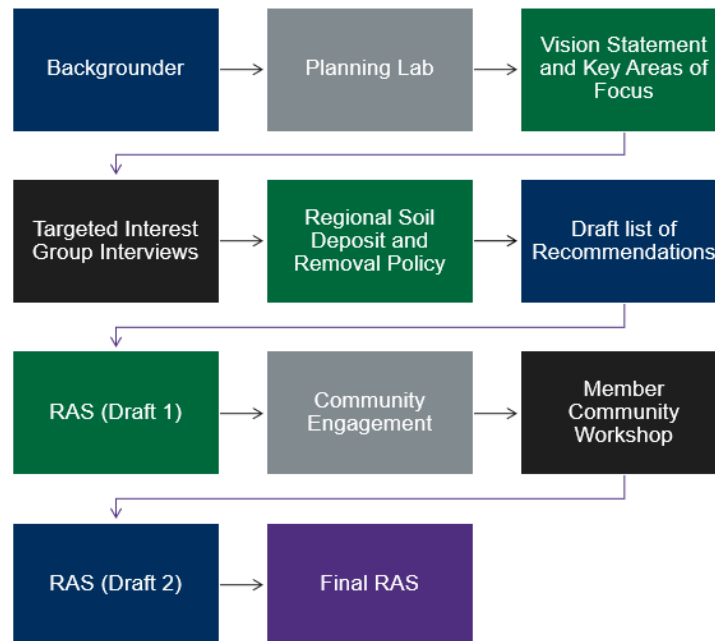 Backgrounder
Planning Lab
Vision Statement
and Key Areas of
Focus
Targeted Interest
Group Interviews
Regional Soil
Deposit and
Removal Policy
Draft list of
Recommendations
RAS (Draft 1)
Community
Engagement
Member
Community
Workshop
RAS (Draft 2)
Final RAS